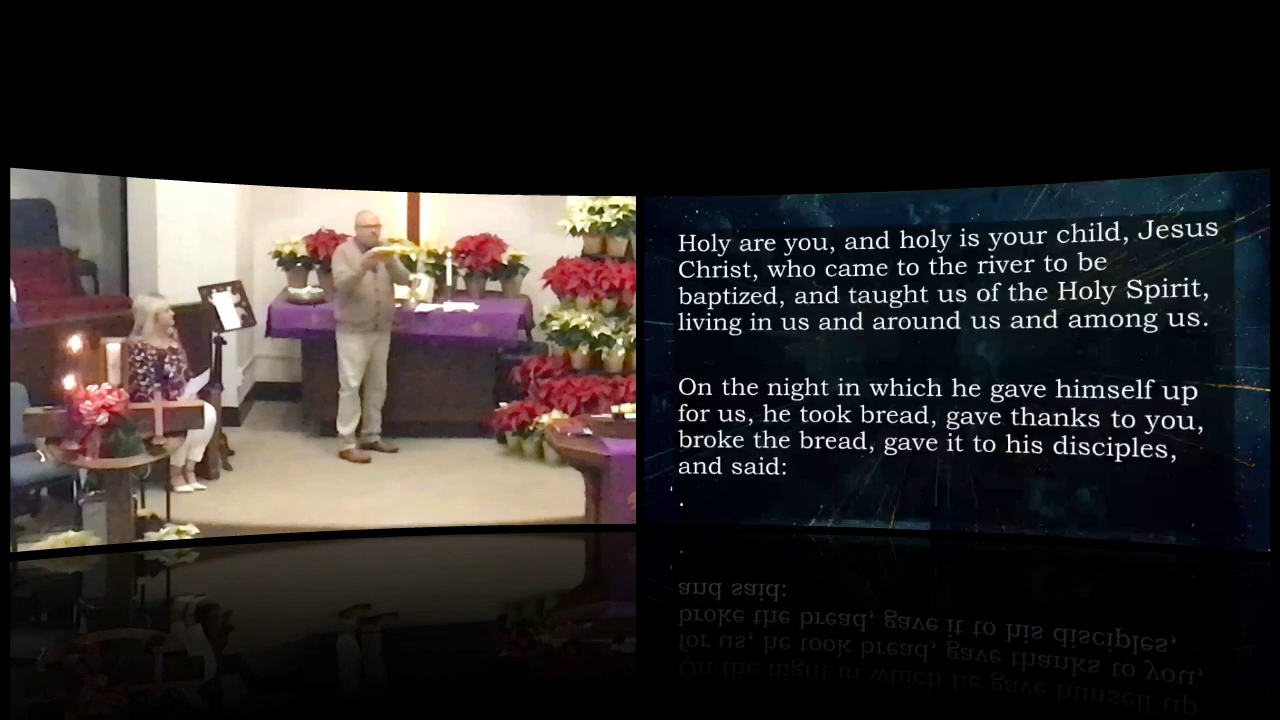 Holy are you, and holy is your child, Jesus
Christ, who came to the river to be
baptized, and taught us of the Holy Spirit,
living in us and around us and among us.
On the night in which he gave himself up
for us, he took bread, gave thanks to you,
broke the bread, gave it to his disciples,
and said:
.